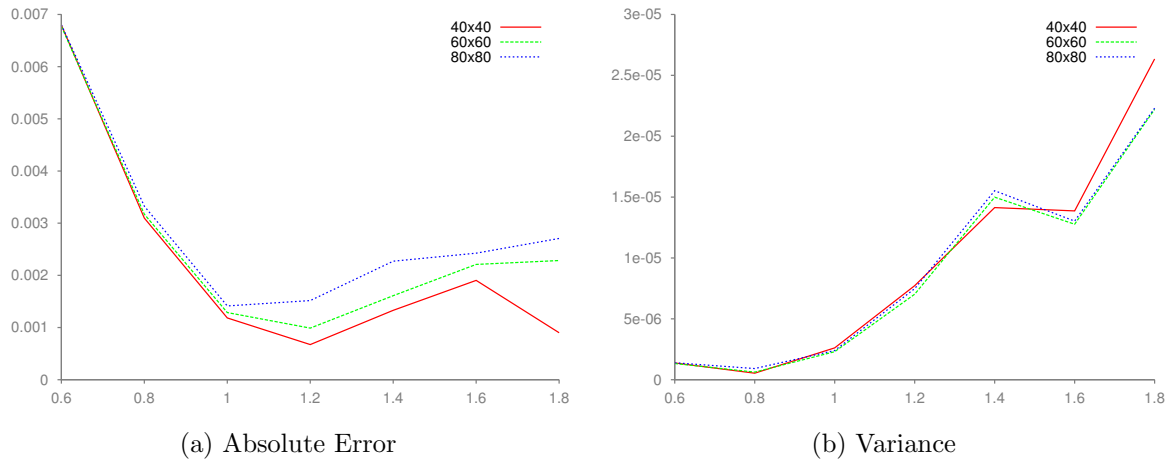 0.007
0.006
0.005
0.004
0.003
0.002
0.001
0
0.6 0.8 1 1.2 1.4 1.6 1.8
40x40
60x60
80x80
(a) Absolute Error
3e-05
2.5e-05
2e-05
1.5e-05
1e-05
5e-06
0
0.6 0.8 1 1.2 1.4 1.6 1.8
40x40
60x60
80x80
(b) Variance